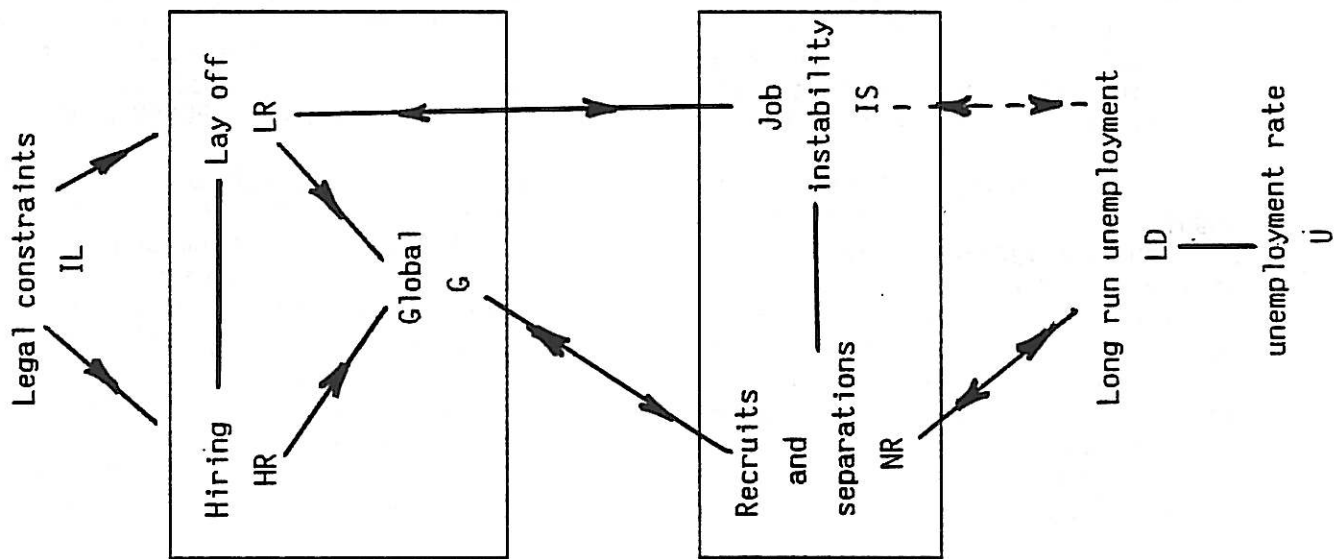 Legal constraints
IL
Hiring
Lay off
HR
LR
Global
G
Recruits
and
separations
NR
Job
instability
IS
Long run unemployment
LD
unemployment rate
U